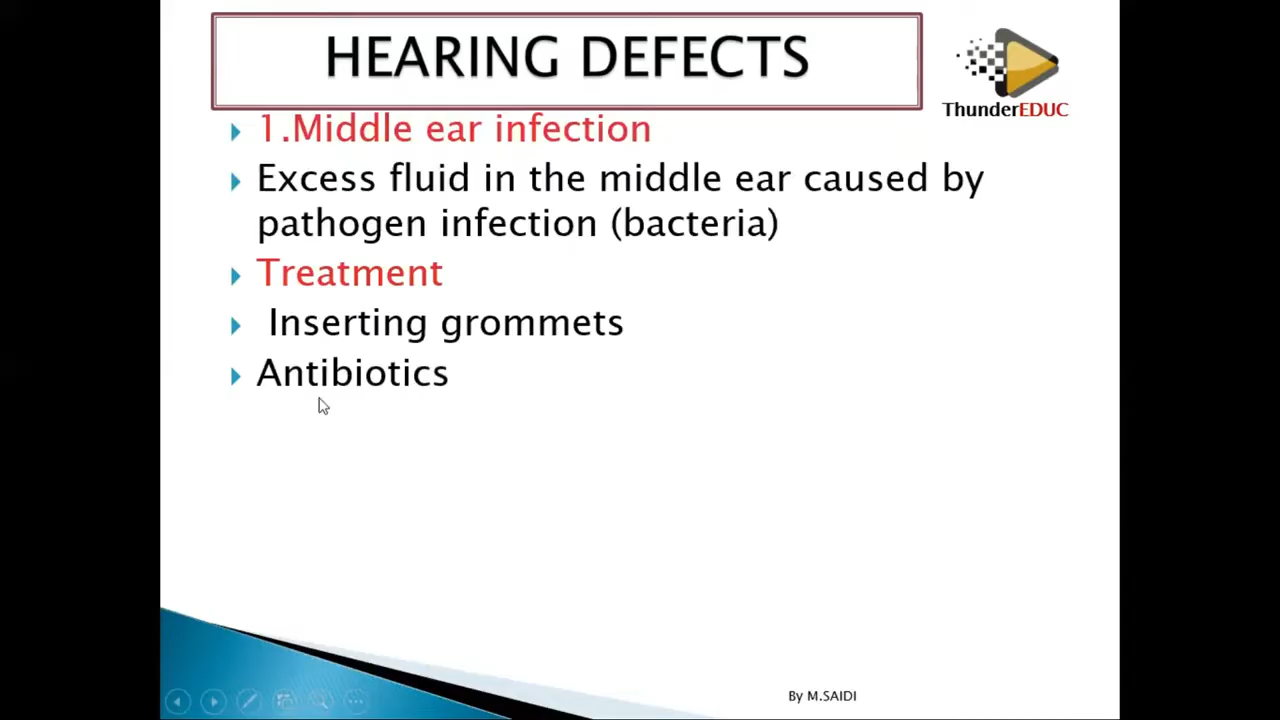 HEARING DEFECTS
ThunderEDUC
1.Middle ear infection
Excess fluid in the middle ear caused by
pathogen infection (bacteria)
Treatment
Inserting grommets
Antibiotics
By M.SAIDI